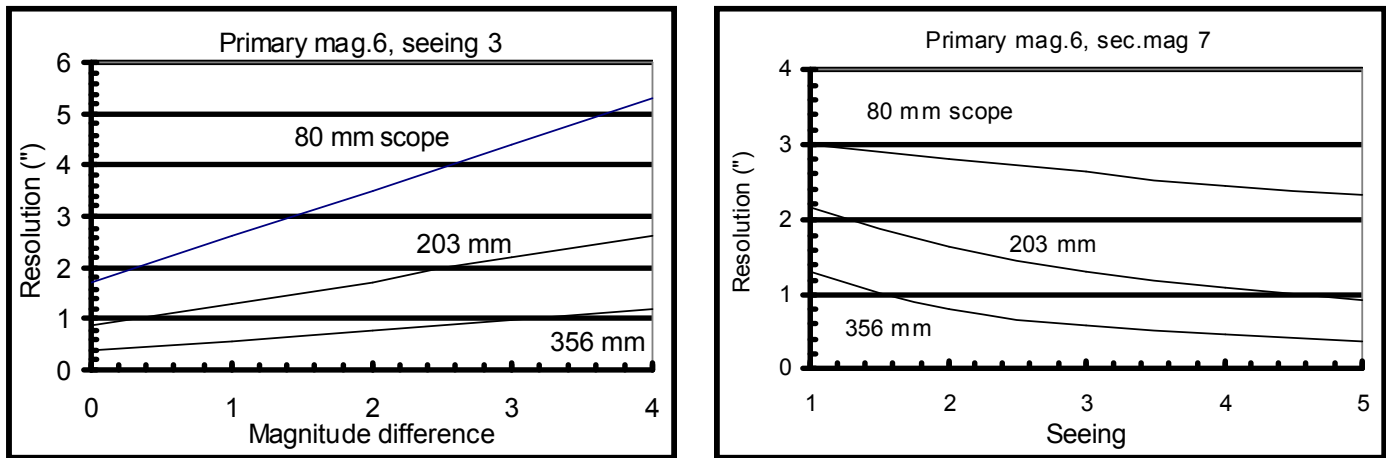 Primary mag.6, seeing 3
Resolution (")
6
5
4
3
2
1
0
80 mm scope
203 mm
356 mm
0 1 2 3 4
Magnitude difference
Primary mag.6, sec.mag 7
Resolution (")
4
3
2
1
0
80 mm scope
203 mm
356 mm
1 2 3 4 5
Seeing